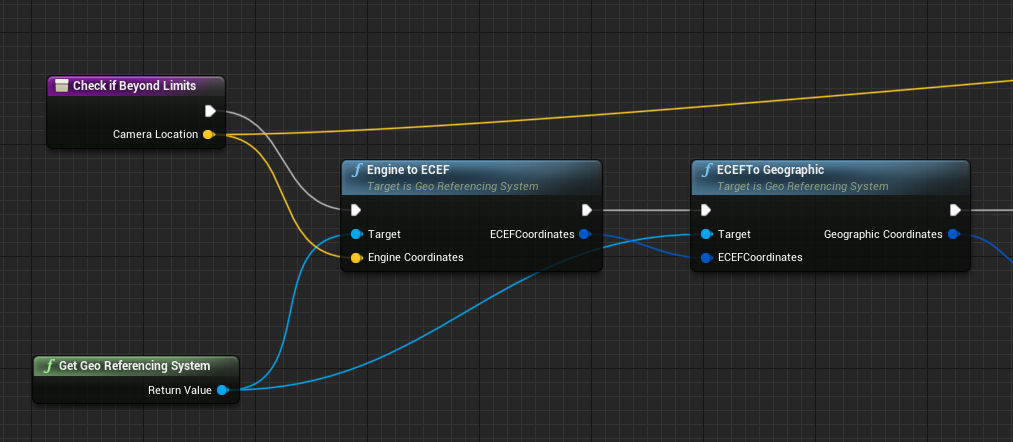 Check if Beyond Limits
Camera Location
Engine to ECEF
Target is Geo Referencing System
Target
ECEFCoordinates
Engine Coordinates
ECEFTo Geographic
Target is Geo Referencing System
Target
Geographic Coordinates
ECEFCoordinates
Get Geo Referencing System
Return Value